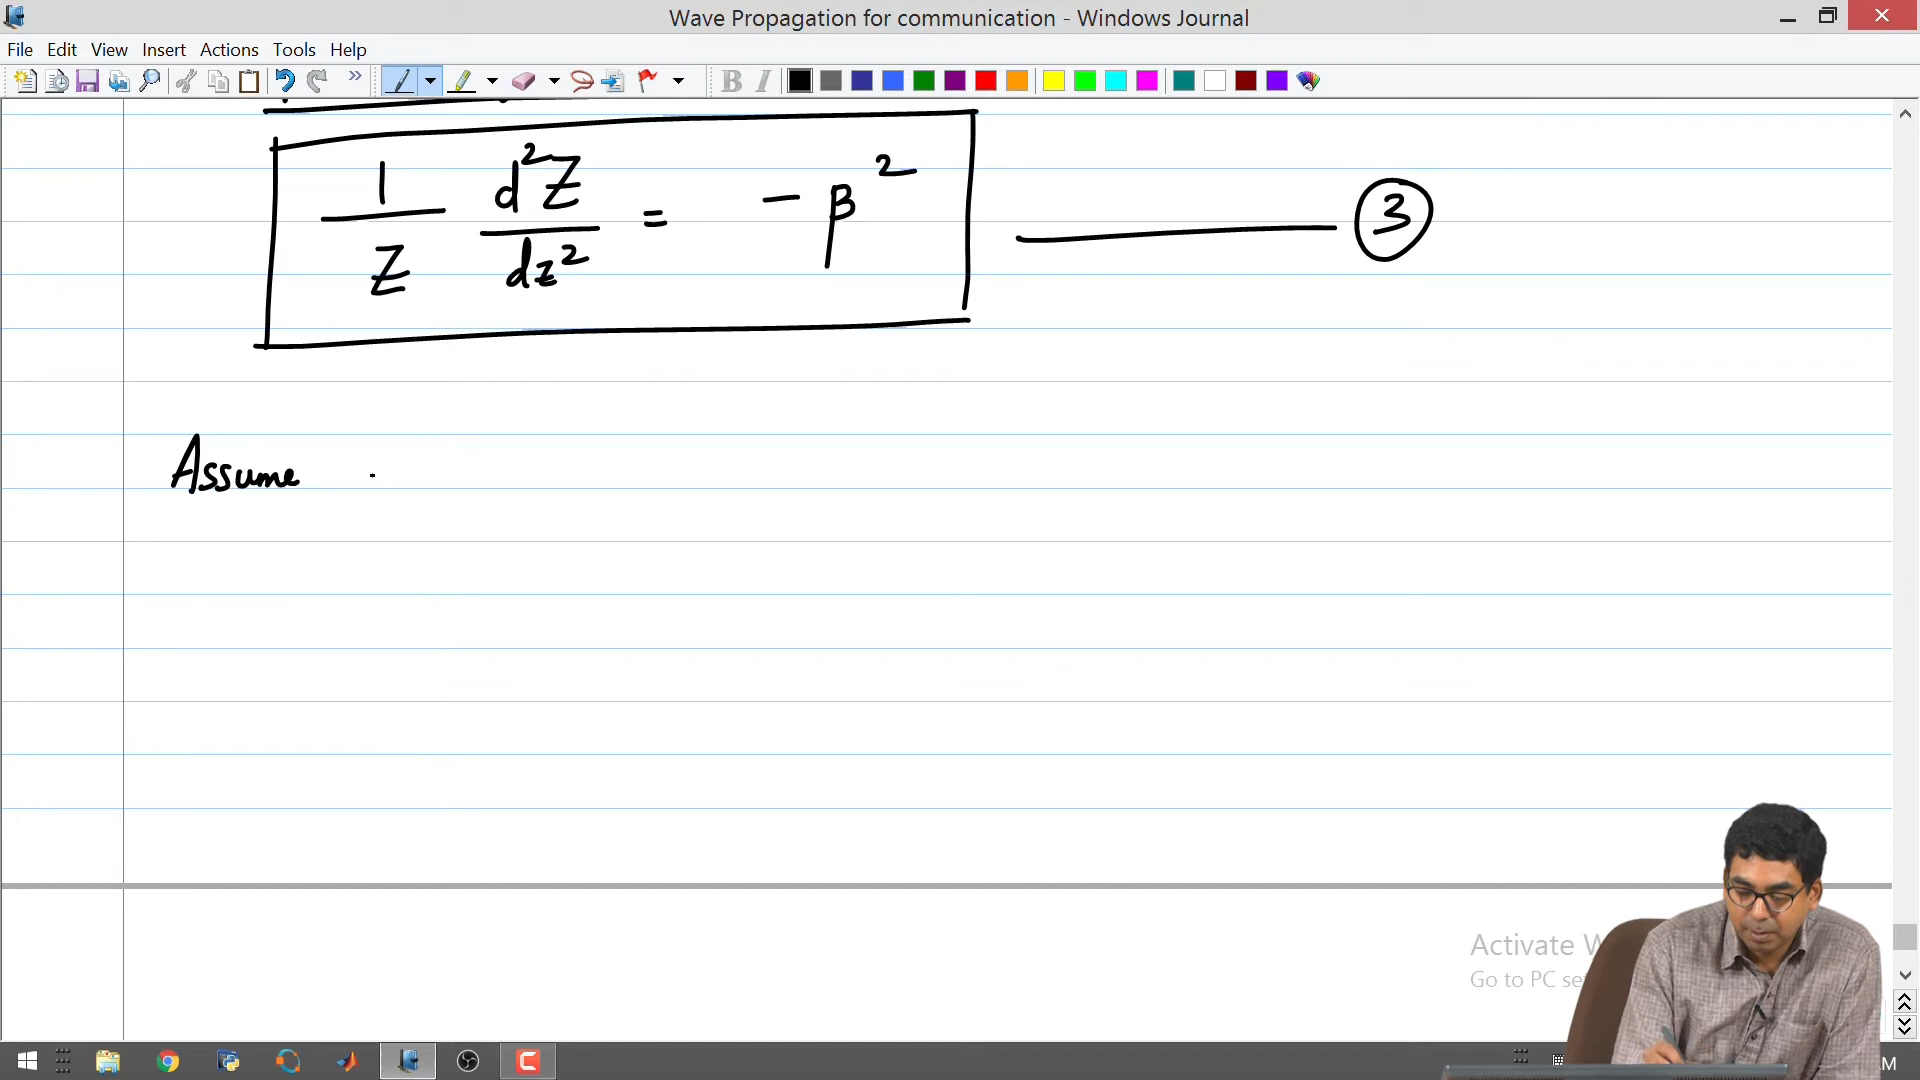 Wave Propagation for communication - Windows Journal
File Edit View Insert Actions Tools Help
B I
1/Z d²Z/dz² = - β² ③
Assume
Activate W
Go to PC se
M